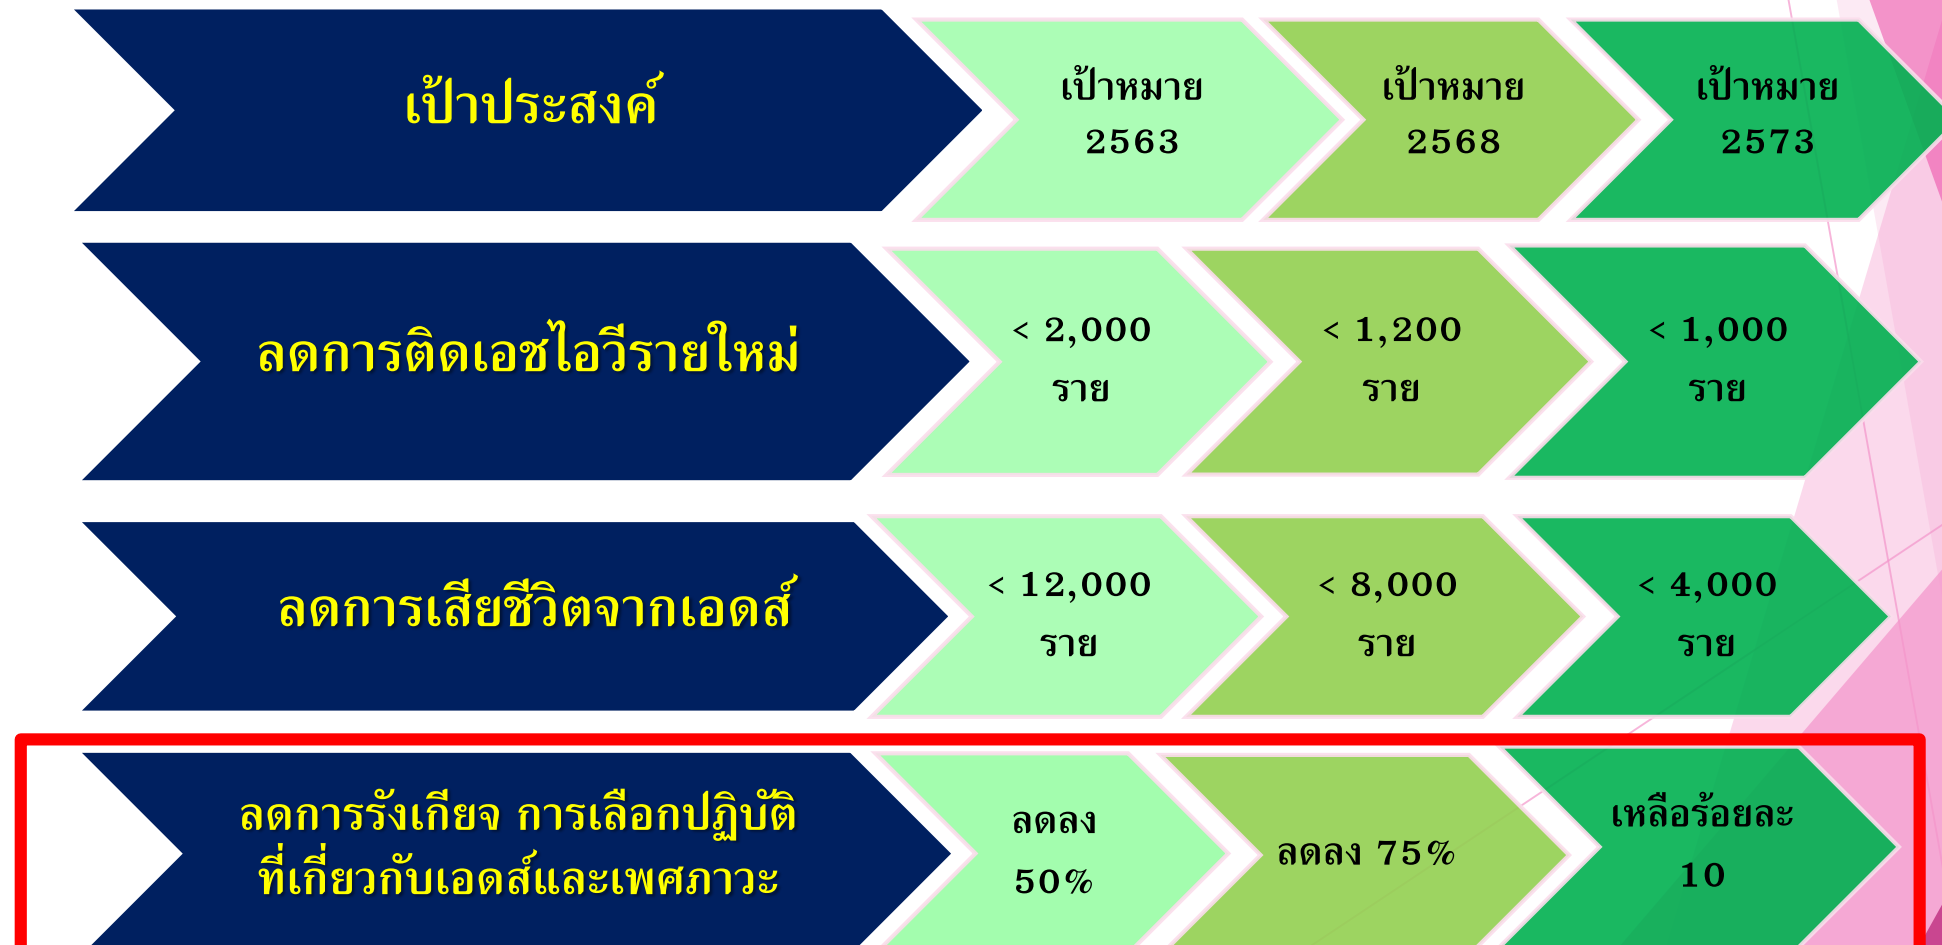 เป้าประสงค์
เป้าหมาย
2563
เป้าหมาย
2568
เป้าหมาย
2573
ลดการติดเอชไอวีรายใหม่
< 2,000
ราย
< 1,200
ราย
< 1,000
ราย
ลดการเสียชีวิตจากเอดส์
< 12,000
ราย
< 8,000
ราย
< 4,000
ราย
ลดการรังเกียจ การเลือกปฏิบัติ
ที่เกี่ยวกับเอดส์และเพศภาวะ
ลดลง
50%
ลดลง 75%
เหลือร้อยละ
10